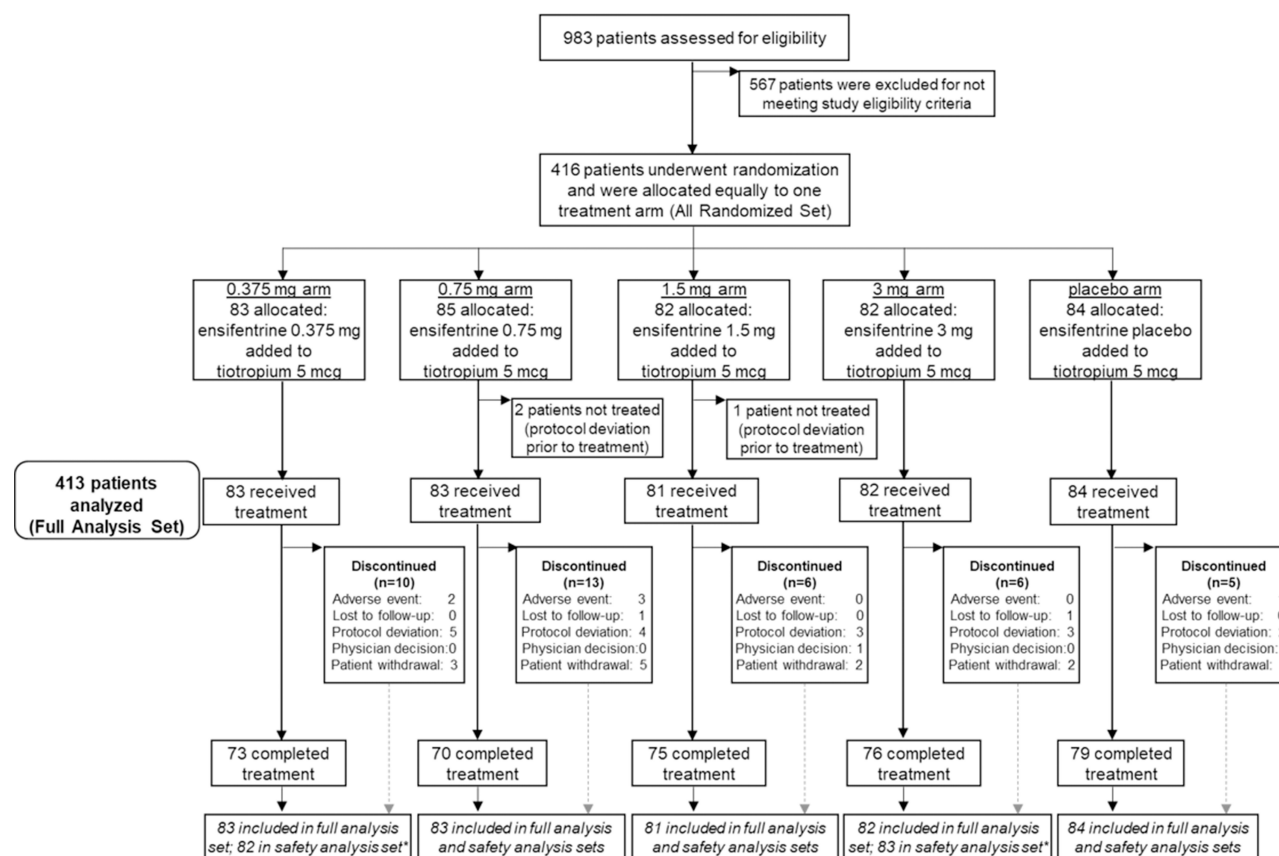 983 patients assessed for eligibility
567 patients were excluded for not
meeting study eligibility criteria
416 patients underwent randomization
and were allocated equally to one
treatment arm (All Randomized Set)
0.375 mg arm
83 allocated:
ensifentrine 0.375 mg
added to
tiotropium 5 mcg
0.75 mg arm
85 allocated:
ensifentrine 0.75 mg
added to
tiotropium 5 mcg
1.5 mg arm
82 allocated:
ensifentrine 1.5 mg
added to
tiotropium 5 mcg
3 mg arm
82 allocated:
ensifentrine 3 mg
added to
tiotropium 5 mcg
placebo arm
84 allocated:
ensifentrine placebo
added to
tiotropium 5 mcg
2 patients not treated
(protocol deviation
prior to treatment)
1 patient not treated
(protocol deviation
prior to treatment)
413 patients
analyzed
(Full Analysis Set)
83 received
treatment
83 received
treatment
81 received
treatment
82 received
treatment
84 received
treatment
Discontinued
(n=10)
Adverse event: 2
Lost to follow-up: 0
Protocol deviation: 5
Physician decision:0
Patient withdrawal: 3
Discontinued
(n=13)
Adverse event: 3
Lost to follow-up: 1
Protocol deviation: 4
Physician decision:0
Patient withdrawal: 5
Discontinued
(n=6)
Adverse event: 0
Lost to follow-up: 0
Protocol deviation: 3
Physician decision: 1
Patient withdrawal: 2
Discontinued
(n=6)
Adverse event: 0
Lost to follow-up: 1
Protocol deviation: 3
Physician decision:0
Patient withdrawal: 2
Discontinued
(n=5)
Adverse event:
Lost to follow-up:
Protocol deviation:
Physician decision:
Patient withdrawal:
73 completed
treatment
70 completed
treatment
75 completed
treatment
76 completed
treatment
79 completed
treatment
83 included in full analysis
set; 82 in safety analysis set*
83 included in full analysis
and safety analysis sets
81 included in full analysis
and safety analysis sets
82 included in full analysis
set; 83 in safety analysis set*
84 included in full analysis
and safety analysis sets